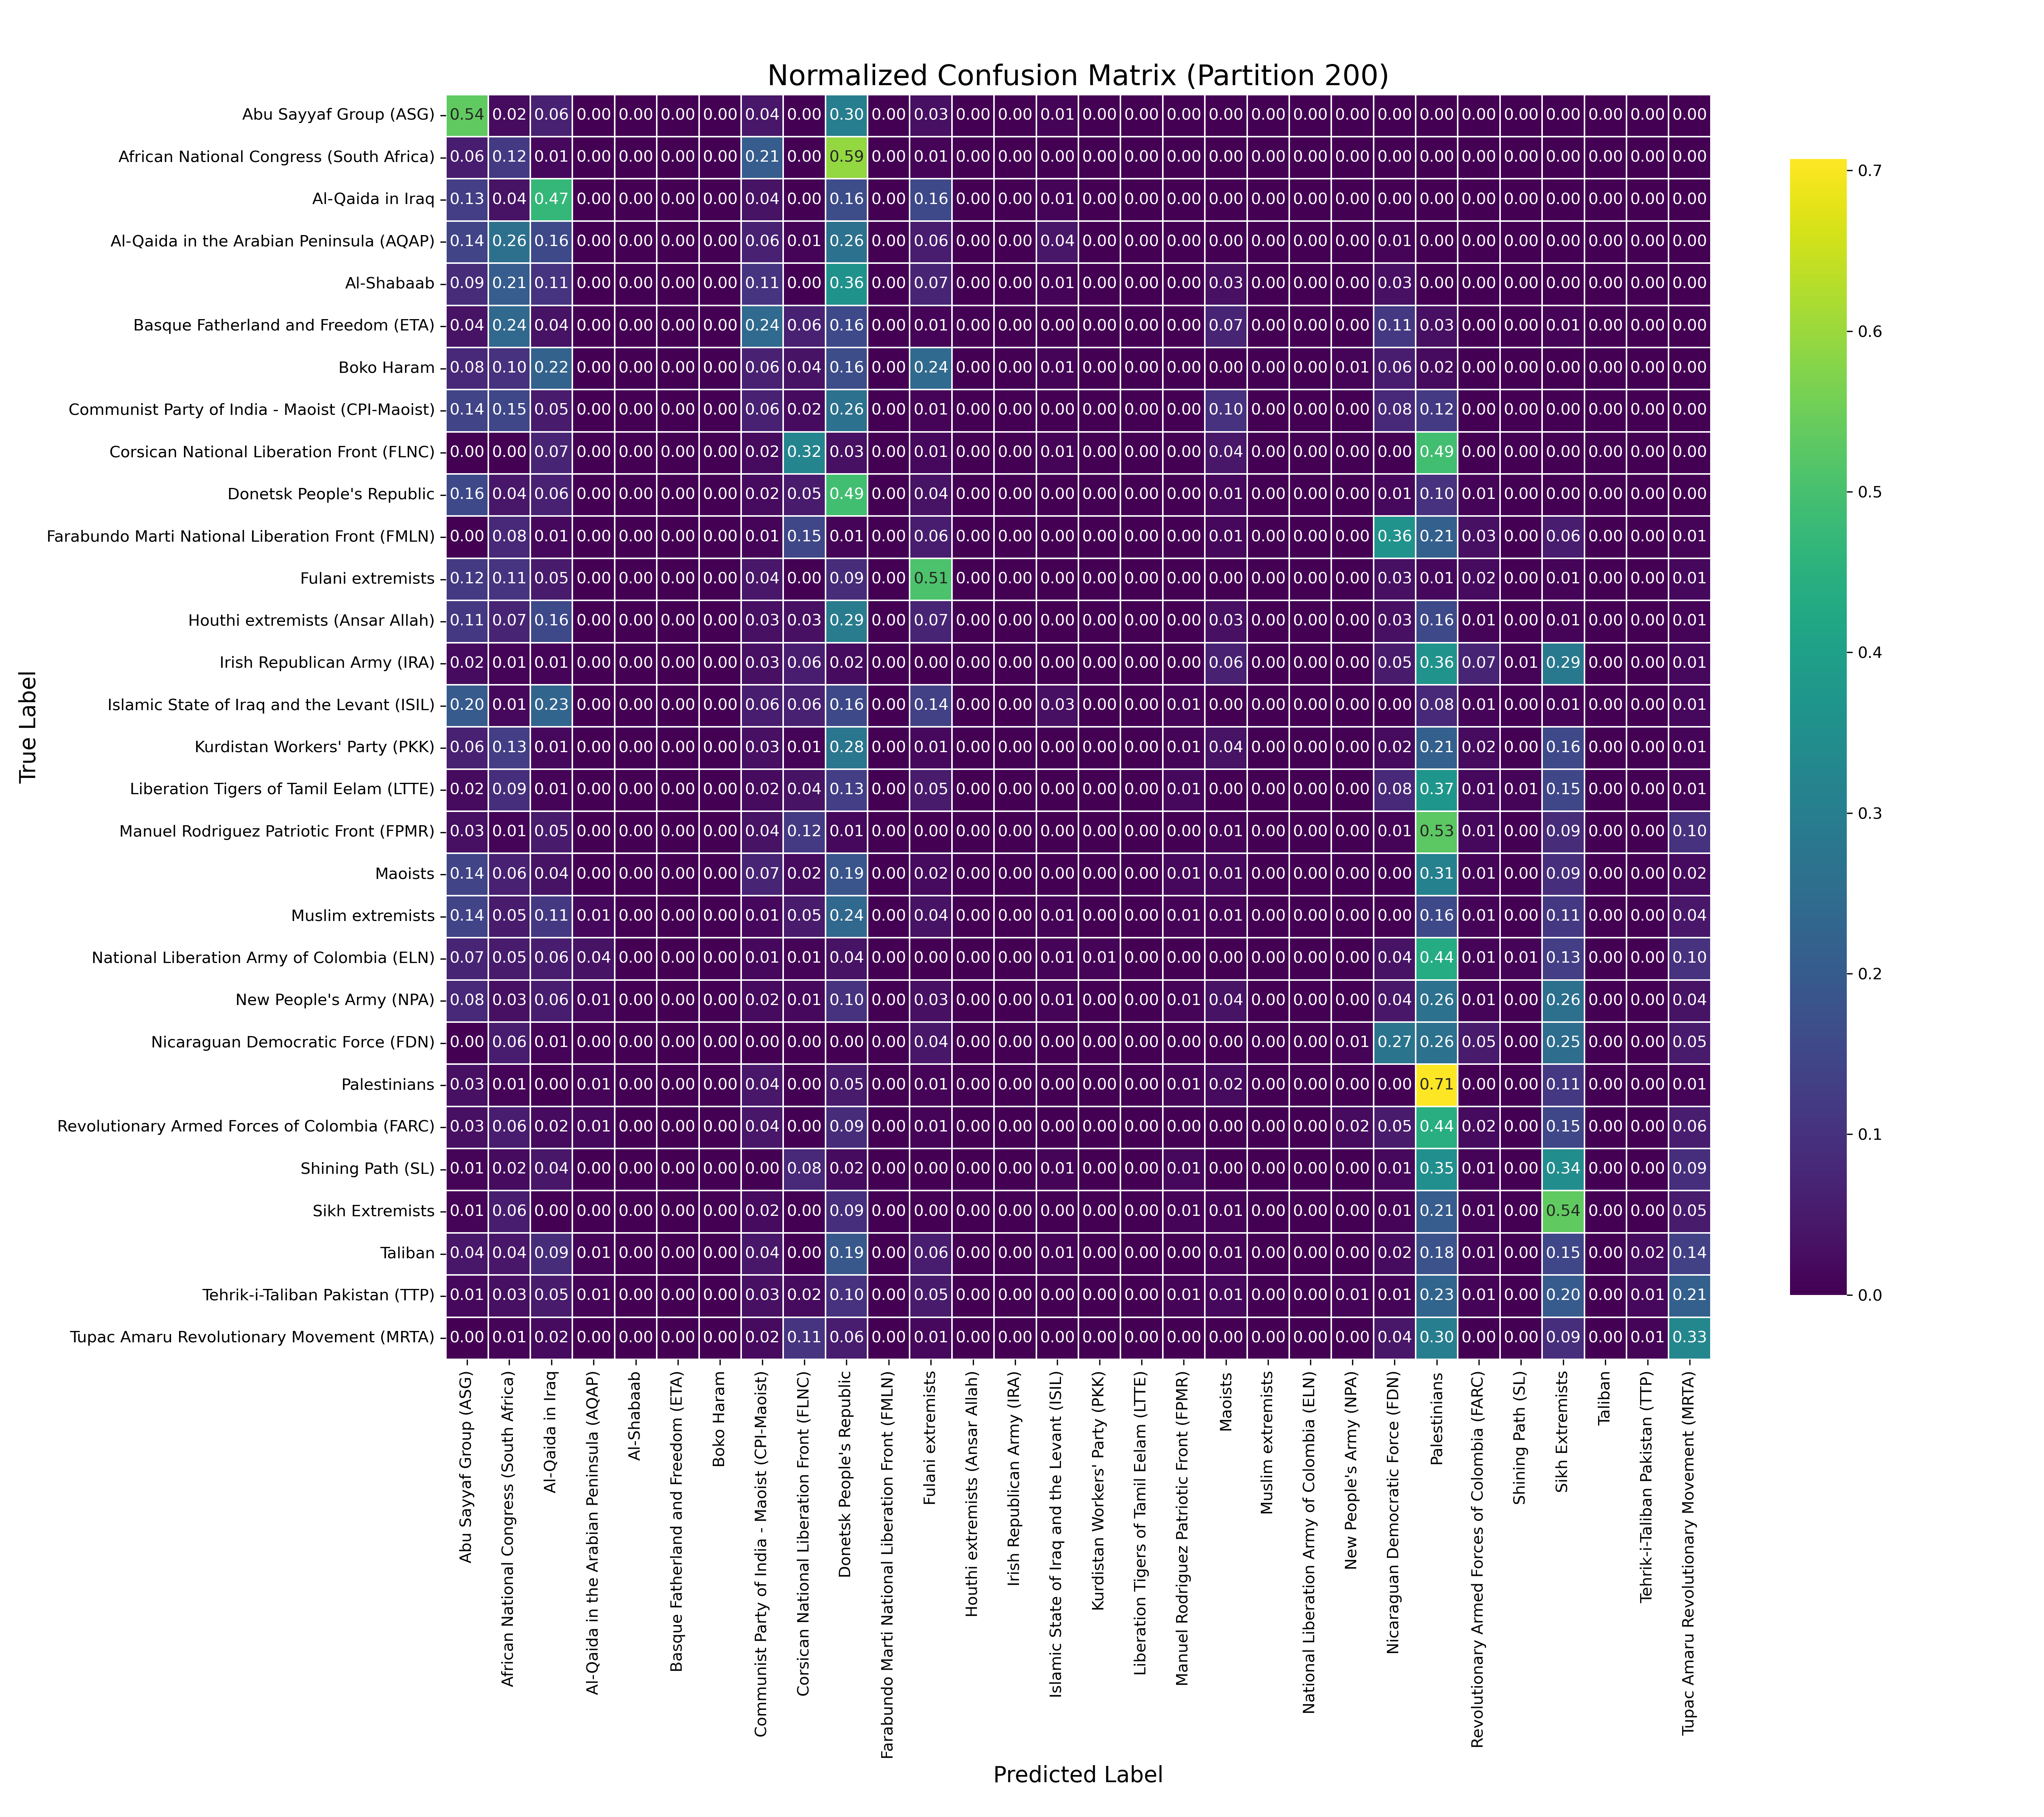 Normalized Confusion Matrix (Partition 200)
True Label
Abu Sayyaf Group (ASG) 0.54 0.02 0.06 0.00 0.00 0.00 0.00 0.04 0.00 0.30 0.00 0.03 0.00 0.00 0.01 0.00 0.00 0.00 0.00 0.00 0.00 0.00 0.00 0.00 0.00 0.00 0.00 0.00 0.00 0.00
African National Congress (South Africa) 0.06 0.12 0.01 0.00 0.00 0.00 0.00 0.21 0.00 0.59 0.00 0.01 0.00 0.00 0.00 0.00 0.00 0.00 0.00 0.00 0.00 0.00 0.00 0.00 0.00 0.00 0.00 0.00 0.00 0.00
Al-Qaida in Iraq 0.13 0.04 0.47 0.00 0.00 0.00 0.00 0.04 0.00 0.16 0.00 0.16 0.00 0.00 0.01 0.00 0.00 0.00 0.00 0.00 0.00 0.00 0.00 0.00 0.00 0.00 0.00 0.00 0.00 0.00
Al-Qaida in the Arabian Peninsula (AQAP) 0.14 0.26 0.16 0.00 0.00 0.00 0.00 0.06 0.01 0.26 0.00 0.06 0.00 0.00 0.04 0.00 0.00 0.00 0.00 0.00 0.00 0.00 0.01 0.00 0.00 0.00 0.00 0.00 0.00 0.00
Al-Shabaab 0.09 0.21 0.11 0.00 0.00 0.00 0.00 0.11 0.00 0.36 0.00 0.07 0.00 0.00 0.01 0.00 0.00 0.00 0.03 0.00 0.00 0.00 0.03 0.00 0.00 0.00 0.00 0.00 0.00 0.00
Basque Fatherland and Freedom (ETA) 0.04 0.24 0.04 0.00 0.00 0.00 0.00 0.24 0.06 0.16 0.00 0.01 0.00 0.00 0.00 0.00 0.00 0.00 0.07 0.00 0.00 0.00 0.11 0.03 0.00 0.00 0.01 0.00 0.00 0.00
Boko Haram 0.08 0.10 0.22 0.00 0.00 0.00 0.00 0.06 0.04 0.16 0.00 0.24 0.00 0.00 0.01 0.00 0.00 0.00 0.00 0.00 0.00 0.01 0.06 0.02 0.00 0.00 0.00 0.00 0.00 0.00
Communist Party of India - Maoist (CPI-Maoist) 0.14 0.15 0.05 0.00 0.00 0.00 0.00 0.06 0.02 0.26 0.00 0.01 0.00 0.00 0.00 0.00 0.00 0.00 0.10 0.00 0.00 0.00 0.08 0.12 0.00 0.00 0.00 0.00 0.00 0.00
Corsican National Liberation Front (FLNC) 0.00 0.00 0.07 0.00 0.00 0.00 0.00 0.02 0.32 0.03 0.00 0.01 0.00 0.00 0.01 0.00 0.00 0.00 0.04 0.00 0.00 0.00 0.00 0.49 0.00 0.00 0.00 0.00 0.00 0.00
Donetsk People's Republic 0.16 0.04 0.06 0.00 0.00 0.00 0.00 0.02 0.05 0.49 0.00 0.04 0.00 0.00 0.00 0.00 0.00 0.00 0.01 0.00 0.00 0.00 0.01 0.10 0.01 0.00 0.00 0.00 0.00 0.00
Farabundo Marti National Liberation Front (FMLN) 0.00 0.08 0.01 0.00 0.00 0.00 0.00 0.01 0.15 0.01 0.00 0.06 0.00 0.00 0.00 0.00 0.00 0.00 0.01 0.00 0.00 0.00 0.36 0.21 0.03 0.00 0.06 0.00 0.00 0.01
Fulani extremists 0.12 0.11 0.05 0.00 0.00 0.00 0.00 0.04 0.00 0.09 0.00 0.51 0.00 0.00 0.00 0.00 0.00 0.00 0.00 0.00 0.00 0.00 0.03 0.01 0.02 0.00 0.01 0.00 0.00 0.01
Houthi extremists (Ansar Allah) 0.11 0.07 0.16 0.00 0.00 0.00 0.00 0.03 0.03 0.29 0.00 0.07 0.00 0.00 0.00 0.00 0.00 0.00 0.03 0.00 0.00 0.00 0.03 0.16 0.01 0.00 0.01 0.00 0.00 0.01
Irish Republican Army (IRA) 0.02 0.01 0.01 0.00 0.00 0.00 0.00 0.03 0.06 0.02 0.00 0.00 0.00 0.00 0.00 0.00 0.00 0.00 0.06 0.00 0.00 0.00 0.05 0.36 0.07 0.01 0.29 0.00 0.00 0.01
Islamic State of Iraq and the Levant (ISIL) 0.20 0.01 0.23 0.00 0.00 0.00 0.00 0.06 0.06 0.16 0.00 0.14 0.00 0.00 0.03 0.00 0.00 0.01 0.00 0.00 0.00 0.00 0.00 0.08 0.01 0.00 0.01 0.00 0.00 0.01
Kurdistan Workers' Party (PKK) 0.06 0.13 0.01 0.00 0.00 0.00 0.00 0.03 0.01 0.28 0.00 0.01 0.00 0.00 0.00 0.00 0.00 0.01 0.04 0.00 0.00 0.00 0.02 0.21 0.02 0.00 0.16 0.00 0.00 0.01
Liberation Tigers of Tamil Eelam (LTTE) 0.02 0.09 0.01 0.00 0.00 0.00 0.00 0.02 0.04 0.13 0.00 0.05 0.00 0.00 0.00 0.00 0.00 0.01 0.00 0.00 0.00 0.00 0.08 0.37 0.01 0.01 0.15 0.00 0.00 0.01
Manuel Rodriguez Patriotic Front (FPMR) 0.03 0.01 0.05 0.00 0.00 0.00 0.00 0.04 0.12 0.01 0.00 0.00 0.00 0.00 0.00 0.00 0.00 0.00 0.01 0.00 0.00 0.00 0.01 0.53 0.01 0.00 0.09 0.00 0.00 0.10
Maoists 0.14 0.06 0.04 0.00 0.00 0.00 0.00 0.07 0.02 0.19 0.00 0.02 0.00 0.00 0.00 0.00 0.00 0.01 0.01 0.00 0.00 0.00 0.00 0.31 0.01 0.00 0.09 0.00 0.00 0.02
Muslim extremists 0.14 0.05 0.11 0.01 0.00 0.00 0.00 0.01 0.05 0.24 0.00 0.04 0.00 0.00 0.01 0.00 0.00 0.01 0.01 0.00 0.00 0.00 0.00 0.16 0.01 0.00 0.11 0.00 0.00 0.04
National Liberation Army of Colombia (ELN) 0.07 0.05 0.06 0.04 0.00 0.00 0.00 0.01 0.01 0.04 0.00 0.00 0.00 0.00 0.01 0.01 0.00 0.00 0.00 0.00 0.00 0.00 0.04 0.44 0.01 0.01 0.13 0.00 0.00 0.10
New People's Army (NPA) 0.08 0.03 0.06 0.01 0.00 0.00 0.00 0.02 0.01 0.10 0.00 0.03 0.00 0.00 0.01 0.00 0.00 0.01 0.04 0.00 0.00 0.00 0.04 0.26 0.01 0.00 0.26 0.00 0.00 0.04
Nicaraguan Democratic Force (FDN) 0.00 0.06 0.01 0.00 0.00 0.00 0.00 0.00 0.00 0.00 0.00 0.04 0.00 0.00 0.00 0.00 0.00 0.00 0.00 0.00 0.00 0.01 0.27 0.26 0.05 0.00 0.25 0.00 0.00 0.05
Palestinians 0.03 0.01 0.00 0.01 0.00 0.00 0.00 0.04 0.00 0.05 0.00 0.01 0.00 0.00 0.00 0.00 0.00 0.01 0.02 0.00 0.00 0.00 0.00 0.71 0.00 0.00 0.11 0.00 0.00 0.01
Revolutionary Armed Forces of Colombia (FARC) 0.03 0.06 0.02 0.01 0.00 0.00 0.00 0.04 0.00 0.09 0.00 0.01 0.00 0.00 0.00 0.00 0.00 0.00 0.00 0.00 0.00 0.02 0.05 0.44 0.02 0.00 0.15 0.00 0.00 0.06
Shining Path (SL) 0.01 0.02 0.04 0.00 0.00 0.00 0.00 0.00 0.08 0.02 0.00 0.00 0.00 0.00 0.01 0.00 0.00 0.01 0.00 0.00 0.00 0.00 0.01 0.35 0.01 0.00 0.34 0.00 0.00 0.09
Sikh Extremists 0.01 0.06 0.00 0.00 0.00 0.00 0.00 0.02 0.00 0.09 0.00 0.00 0.00 0.00 0.00 0.00 0.00 0.01 0.01 0.00 0.00 0.00 0.01 0.21 0.01 0.00 0.54 0.00 0.00 0.05
Taliban 0.04 0.04 0.09 0.01 0.00 0.00 0.00 0.04 0.00 0.19 0.00 0.06 0.00 0.00 0.01 0.00 0.00 0.00 0.01 0.00 0.00 0.00 0.02 0.18 0.01 0.00 0.15 0.00 0.02 0.14
Tehrik-i-Taliban Pakistan (TTP) 0.01 0.03 0.05 0.01 0.00 0.00 0.00 0.03 0.02 0.10 0.00 0.05 0.00 0.00 0.00 0.00 0.00 0.01 0.01 0.00 0.00 0.01 0.01 0.23 0.01 0.00 0.20 0.00 0.01 0.21
Tupac Amaru Revolutionary Movement (MRTA) 0.00 0.01 0.02 0.00 0.00 0.00 0.00 0.02 0.11 0.06 0.00 0.01 0.00 0.00 0.00 0.00 0.00 0.00 0.00 0.00 0.00 0.00 0.04 0.30 0.00 0.00 0.09 0.00 0.01 0.33
Abu Sayyaf Group (ASG)
African National Congress (South Africa)
Al-Qaida in Iraq
Al-Qaida in the Arabian Peninsula (AQAP)
Al-Shabaab
Basque Fatherland and Freedom (ETA)
Boko Haram
Communist Party of India - Maoist (CPI-Maoist)
Corsican National Liberation Front (FLNC)
Donetsk People's Republic
Farabundo Marti National Liberation Front (FMLN)
Fulani extremists
Houthi extremists (Ansar Allah)
Irish Republican Army (IRA)
Islamic State of Iraq and the Levant (ISIL)
Kurdistan Workers' Party (PKK)
Liberation Tigers of Tamil Eelam (LTTE)
Manuel Rodriguez Patriotic Front (FPMR)
Maoists
Muslim extremists
National Liberation Army of Colombia (ELN)
New People's Army (NPA)
Nicaraguan Democratic Force (FDN)
Palestinians
Revolutionary Armed Forces of Colombia (FARC)
Shining Path (SL)
Sikh Extremists
Taliban
Tehrik-i-Taliban Pakistan (TTP)
Tupac Amaru Revolutionary Movement (MRTA)
Predicted Label
0.7
0.6
0.5
0.4
0.3
0.2
0.1
0.0